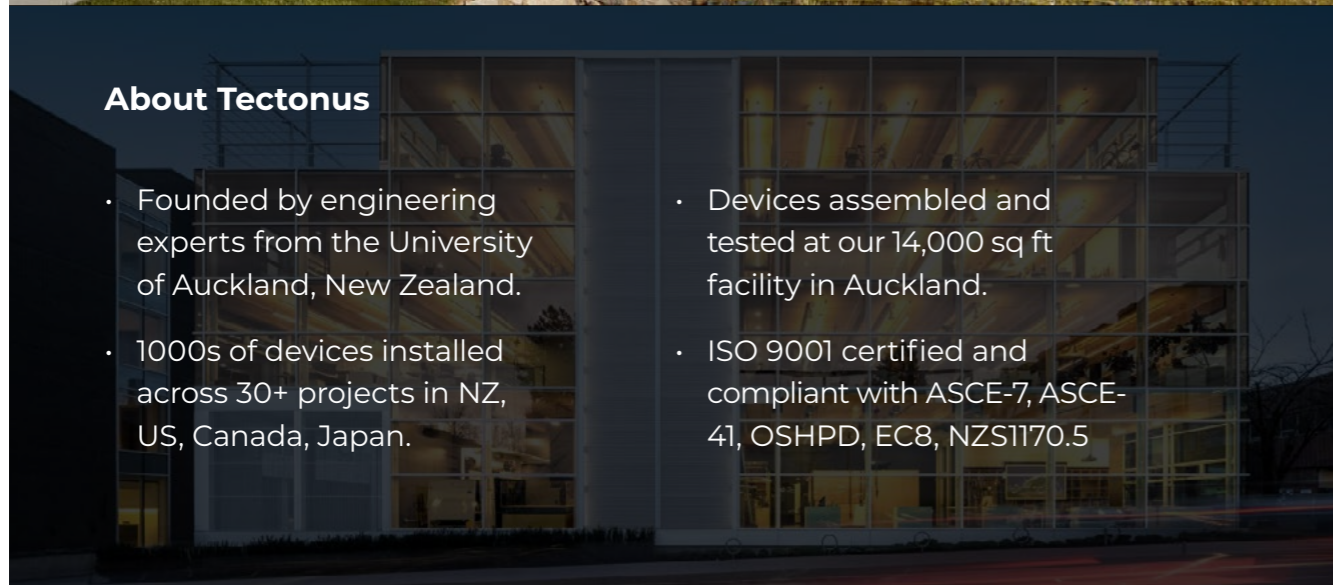 About Tectonus
• Founded by engineering
experts from the University
of Auckland, New Zealand.
• 1000s of devices installed
across 30+ projects in NZ,
US, Canada, Japan.
• Devices assembled and
tested at our 14,000 sq ft
facility in Auckland.
• ISO 9001 certified and
compliant with ASCE-7, ASCE-
41, OSHPD, EC8, NZS1170.5